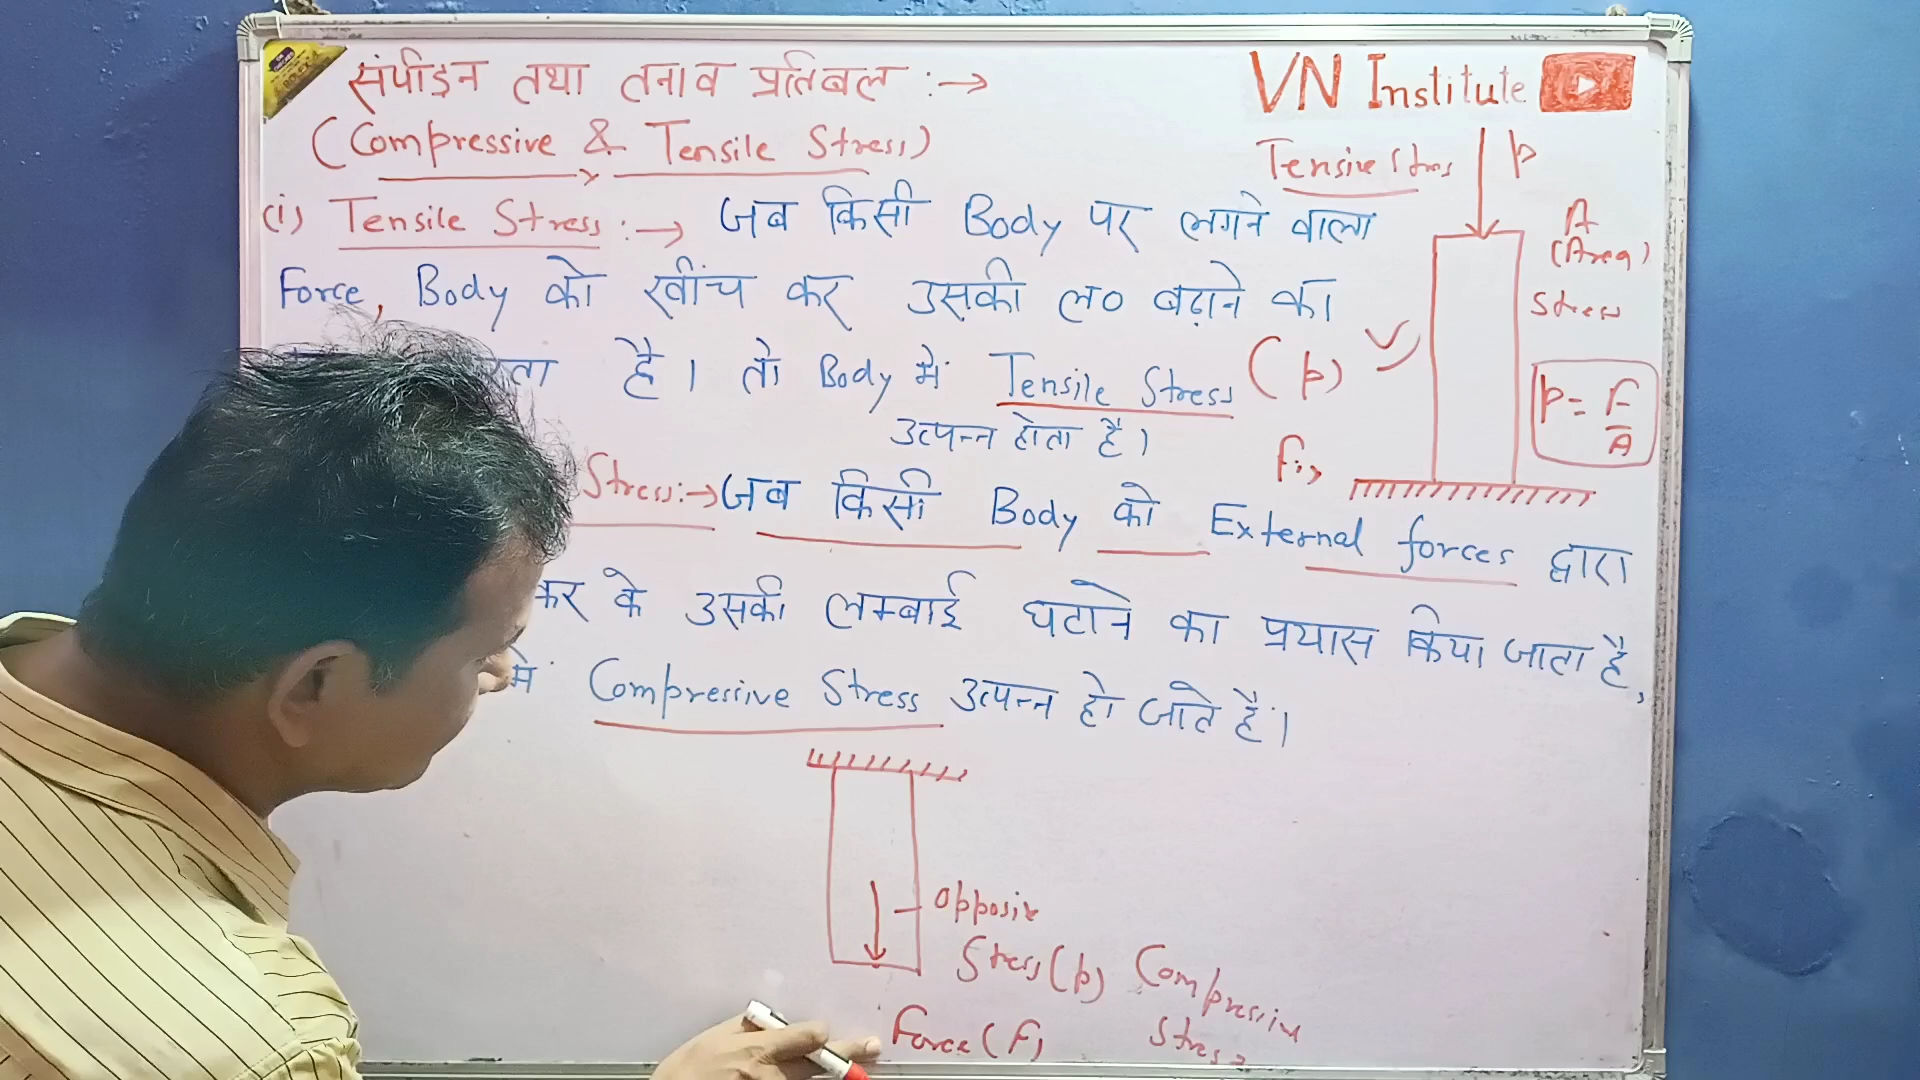 संपीडन तथा तनाव प्रतिबल :→
(Compressive & Tensile Stress)
VN Institute
(i) Tensile Stress :→ जब किसी Body पर लगने वाला
Force, Body को खींच कर उसकी ल० बढ़ाने का
है। तो Body में Tensile Stress (p)
उत्पन्न होता है।
Stress:→ जब किसी Body को External forces द्वारा
कर के उसकी लम्बाई घटाने का प्रयास किया जाता है,
में Compressive Stress उत्पन्न हो जाते हैं।
Tensive Stress
p
A
(Area)
Stress
p = F/A
Stress (p)
Compressive
Stress
Force (F)